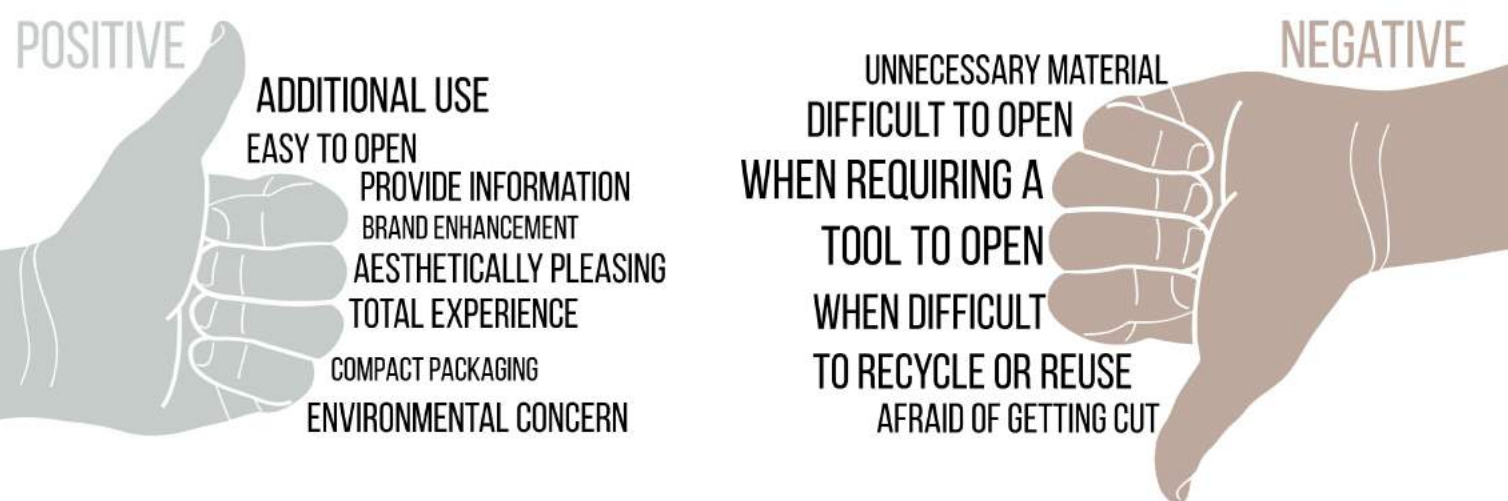 POSITIVE
ADDITIONAL USE
EASY TO OPEN
PROVIDE INFORMATION
BRAND ENHANCEMENT
AESTHETICALLY PLEASING
TOTAL EXPERIENCE
COMPACT PACKAGING
ENVIRONMENTAL CONCERN
NEGATIVE
UNNECESSARY MATERIAL
DIFFICULT TO OPEN
WHEN REQUIRING A
TOOL TO OPEN
WHEN DIFFICULT
TO RECYCLE OR REUSE
AFRAID OF GETTING CUT